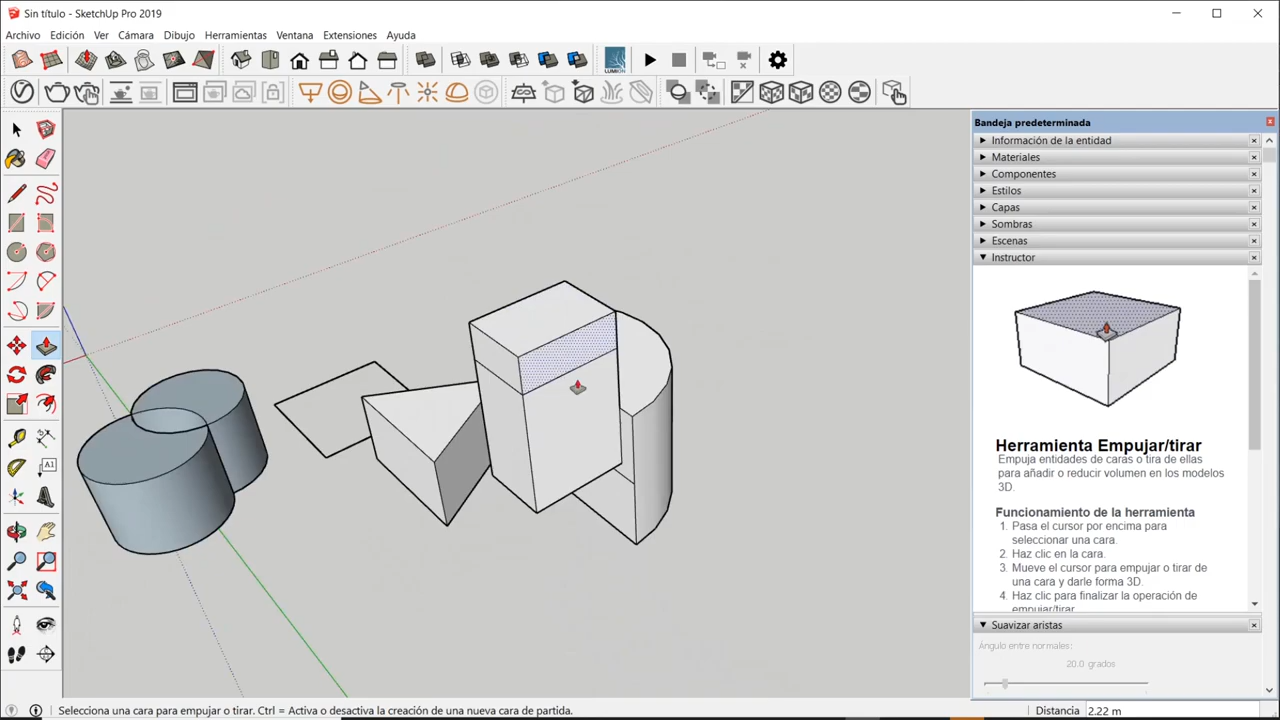 Sin título - SketchUp Pro 2019
Archivo Edición Ver Cámara Dibujo Herramientas Ventana Extensiones Ayuda
LUMION
Bandeja predeterminada
Información de la entidad
Materiales
Componentes
Estilos
Capas
Sombras
Escenas
Instructor
A1
Herramienta Empujar/tirar
Empuja entidades de caras o tira de ellas
para añadir o reducir volumen en los modelos
3D.
Funcionamiento de la herramienta
1. Pasa el cursor por encima para
seleccionar una cara.
2. Haz clic en la cara.
3. Mueve el cursor para empujar o tirar de
una cara y darle forma 3D.
4. Haz clic para finalizar la operación de
empujar/tirar
Suavizar aristas
Ángulo entre normales:
20.0 grados
Selecciona una cara para empujar o tirar. Ctrl = Activa o desactiva la creación de una nueva cara de partida.
Distancia 2.22 m